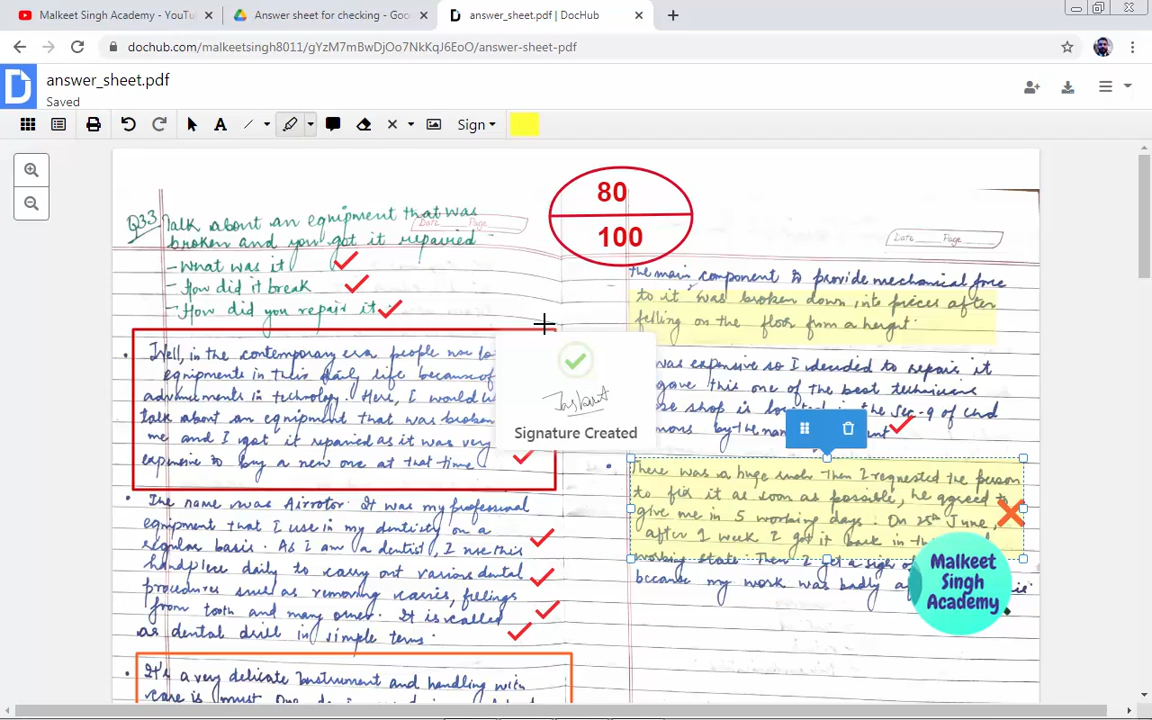 Malkeet Singh Academy - YouTu
Answer sheet for checking - Goo
answer_sheet.pdf | DocHub
dochub.com/malkeetsingh8011/gYzM7mBwDjOo7NkKqJ6EoO/answer-sheet-pdf
answer_sheet.pdf
Saved
A
Sign
80
100
Q33 Talk about an equipment that was
broken and you got it repavied
Date Page
- What was it
- How did it break
- How did you repair it
Well, in the contemporary era people
equipments in their daily life because of
advancements in technology. Here, I would
talk about an equipment that was broken
me and I got it reparied as it was very
expensive to buy a new one at that time
The name was Airrotor. It was my professional
equipment that I use in my dentistry on a
regular basis. As I am a dentist, I use this
handpiece daily to carry out various dental
procedures such as removing carries, fillings
from tooth and many other. It is called
as dental drill in simple terms.
It's a very delicate instrument and handling with
care is must.
Date Page
The main component to provide mechanical force
to it was broken down into pieces after
falling on the floor from a height.
was expensive so I decided to repair it
gave this one of the best technicians
shop is located in the Sec-9 of chd
by the
There was a huge rush then I requested the person
to fix it as soon as possible, he agreed to
give me in 5 working days. On 25th June,
after 1 week I got it back in
working state. Then I
because my work was badly
Signature Created
Malkeet
Singh
Academy